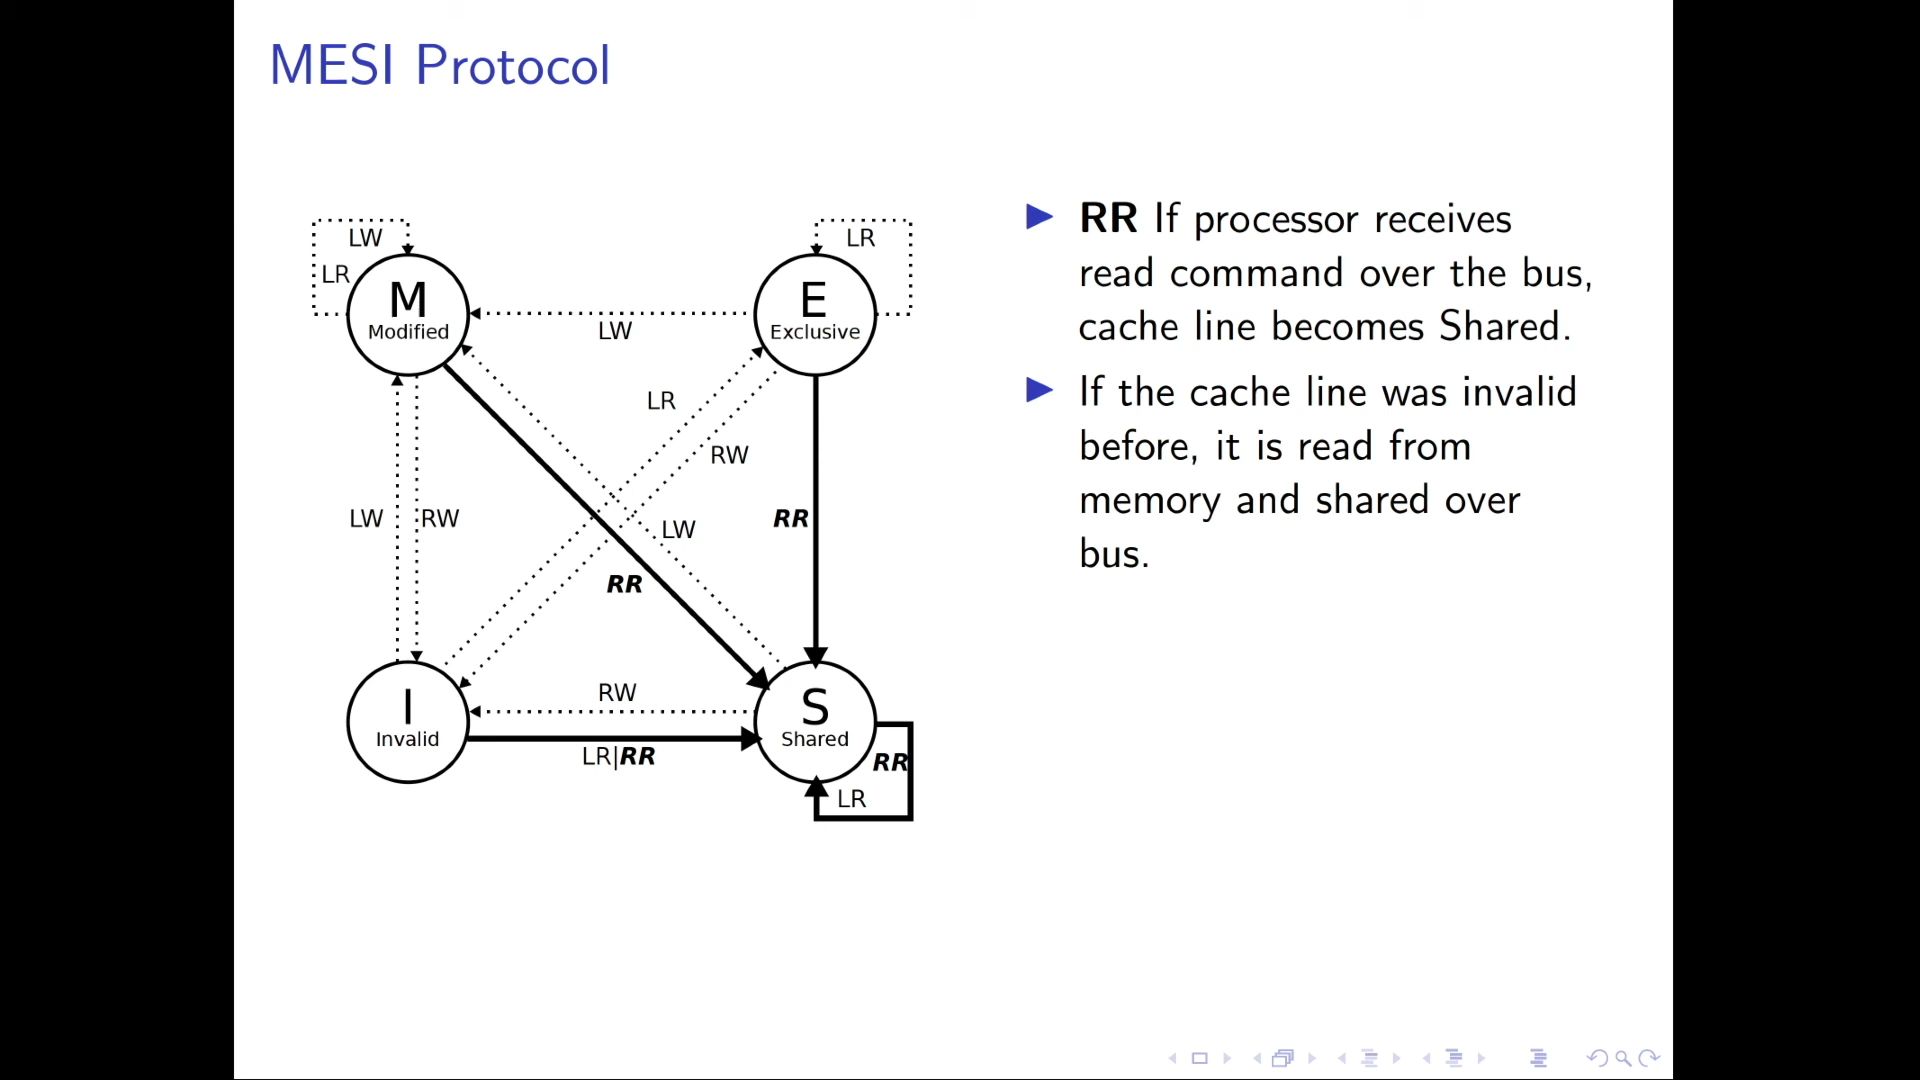 MESI Protocol
LW
LR
M
Modified
LR
E
Exclusive
LW
LR
RW
LW
RW
RR
LW
RR
I
Invalid
RW
LR|RR
S
Shared
RR
LR
RR If processor receives
read command over the bus,
cache line becomes Shared.
If the cache line was invalid
before, it is read from
memory and shared over
bus.